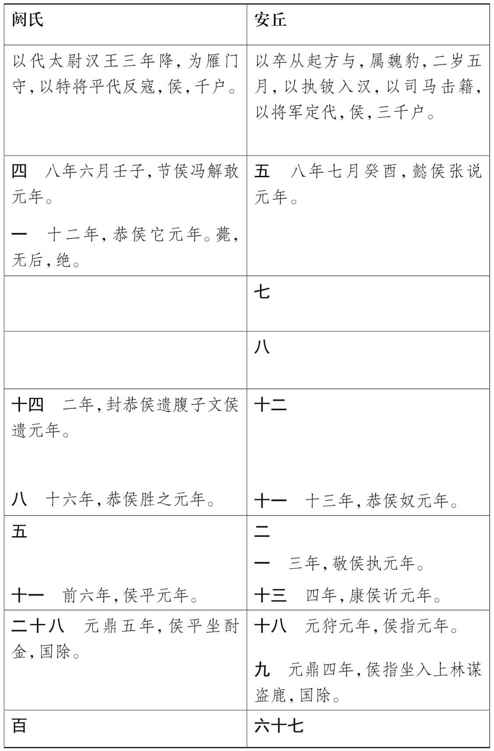 阏氏
以代太尉汉王三年降，为雁门
守，以特将平代反寇，侯，千户。
四　八年六月壬子，节侯冯解敢
元年。
一　十二年，恭侯它元年。薨，
无后，绝。
十四　二年，封恭侯遗腹子文侯
遗元年。
八　十六年，恭侯胜之元年。
五
十一　前六年，侯平元年。
二十八　元鼎五年，侯平坐酎
金，国除。
百
安丘
以卒从起方与，属魏豹，二岁五
月，以执铍入汉，以司马击籍，
以将军定代，侯，三千户。
五　八年七月癸酉，懿侯张说
元年。
七
八
十二
十一　十三年，恭侯奴元年。
二
一　三年，敬侯执元年。
十三　四年，康侯䜣元年。
十八　元狩元年，侯指元年。
九　元鼎四年，侯指坐入上林谋
盗鹿，国除。
六十七